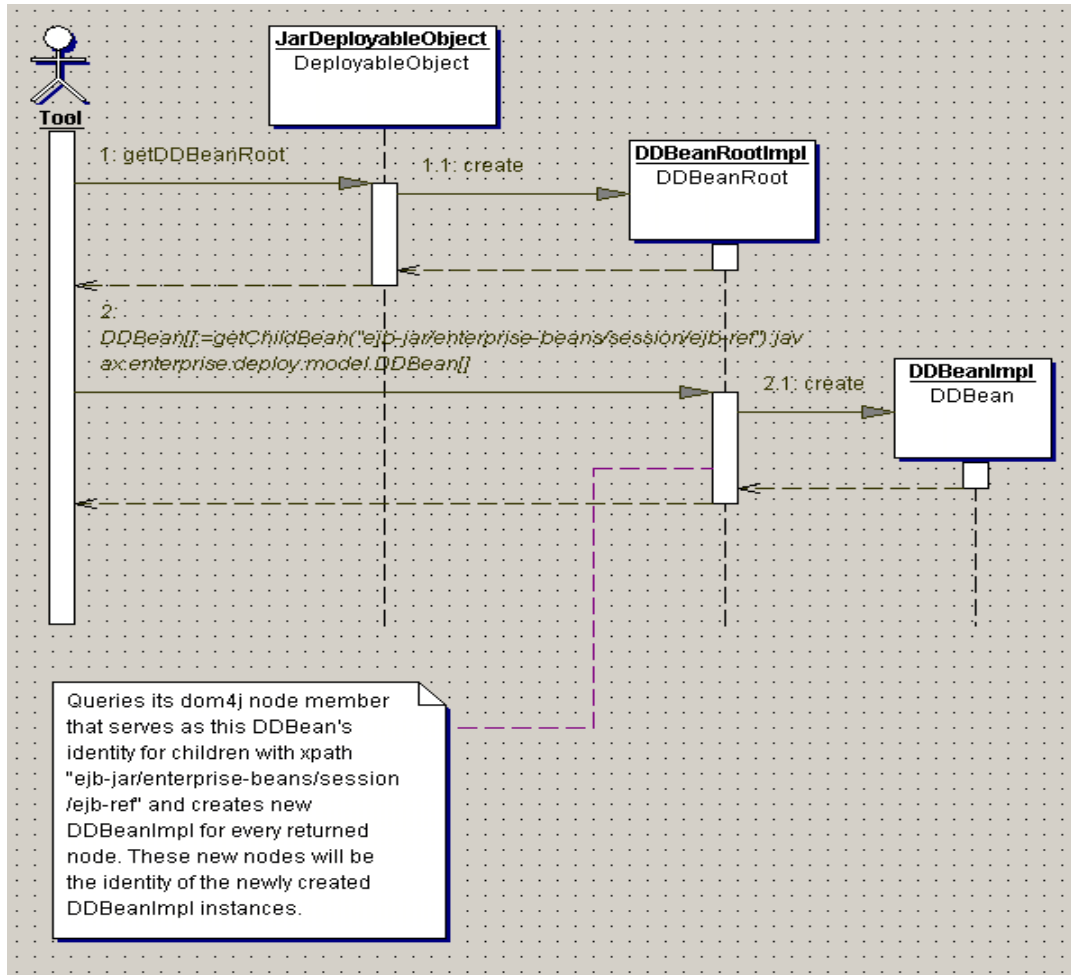 JarDeployableObject
DeployableObject
Tool
1: getDDBeanRoot
1.1: create
DDBeanRootImpl
DDBeanRoot
2:
DDBean[]:=getChildBean("ejb-jar/enterprise-beans/session/ejb-ref"):jav
ax.enterprise.deploy.model.DDBean[]
2.1: create
DDBeanImpl
DDBean
Queries its dom4j node member
that serves as this DDBean's
identity for children with xpath
"ejb-jar/enterprise-beans/session
/ejb-ref" and creates new
DDBeanImpl for every returned
node. These new nodes will be
the identity of the newly created
DDBeanImpl instances.